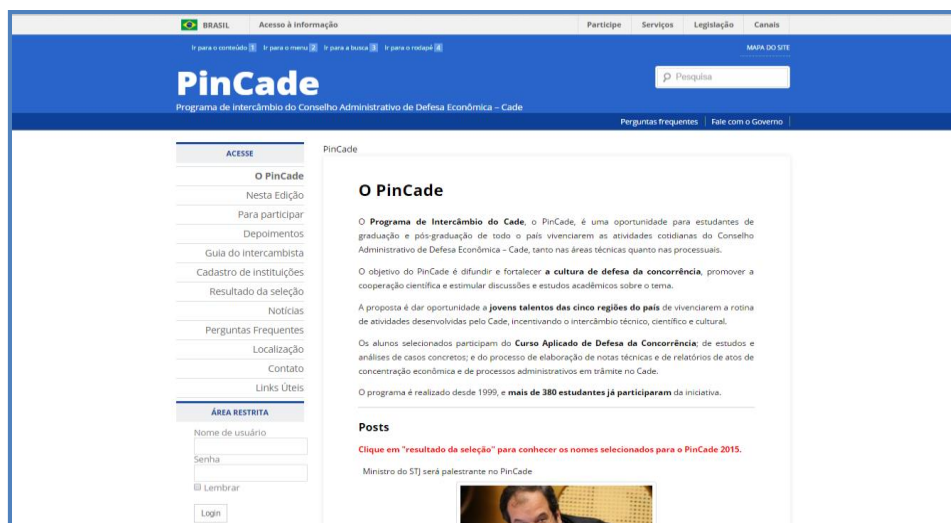 BRASIL Acesso à informação Participe Serviços Legislação Canais
Ir para o conteúdo 1 Ir para o menu 2 Ir para a busca 3 Ir para o rodapé 4 MAPA DO SITE
PinCade
Pesquisa
Programa de intercâmbio do Conselho Administrativo de Defesa Econômica – Cade
Perguntas frequentes Fale com o Governo
ACESSE
O PinCade
Nesta Edição
Para participar
Depoimentos
Guia do intercambista
Cadastro de instituições
Resultado da seleção
Notícias
Perguntas Frequentes
Localização
Contato
Links Úteis
ÁREA RESTRITA
Nome de usuário
Senha
Lembrar
Login
PinCade
O PinCade
O Programa de Intercâmbio do Cade, o PinCade, é uma oportunidade para estudantes de
graduação e pós-graduação de todo o país vivenciarem as atividades cotidianas do Conselho
Administrativo de Defesa Econômica – Cade, tanto nas áreas técnicas quanto nas processuais.
O objetivo do PinCade é difundir e fortalecer a cultura de defesa da concorrência, promover a
cooperação científica e estimular discussões e estudos acadêmicos sobre o tema.
A proposta é dar oportunidade a jovens talentos das cinco regiões do país de vivenciarem a rotina
de atividades desenvolvidas pelo Cade, incentivando o intercâmbio técnico, científico e cultural.
Os alunos selecionados participam do Curso Aplicado de Defesa da Concorrência; de estudos e
análises de casos concretos; e do processo de elaboração de notas técnicas e de relatórios de atos de
concentração econômica e de processos administrativos em trâmite no Cade.
O programa é realizado desde 1999, e mais de 380 estudantes já participaram da iniciativa.
Posts
Clique em "resultado da seleção" para conhecer os nomes selecionados para o PinCade 2015.
Ministro do STJ será palestrante no PinCade